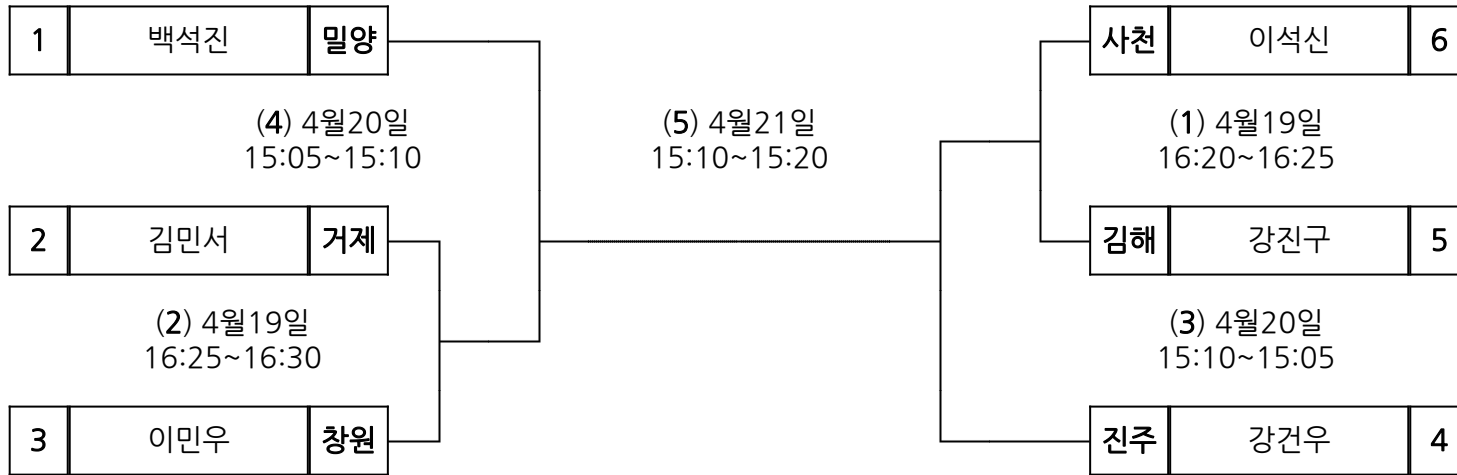 1 백석진 밀양
사천 이석신 6
(4) 4월20일
15:05~15:10
(5) 4월21일
15:10~15:20
(1) 4월19일
16:20~16:25
2 김민서 거제
김해 강진구 5
(2) 4월19일
16:25~16:30
(3) 4월20일
15:10~15:05
3 이민우 창원
진주 강건우 4